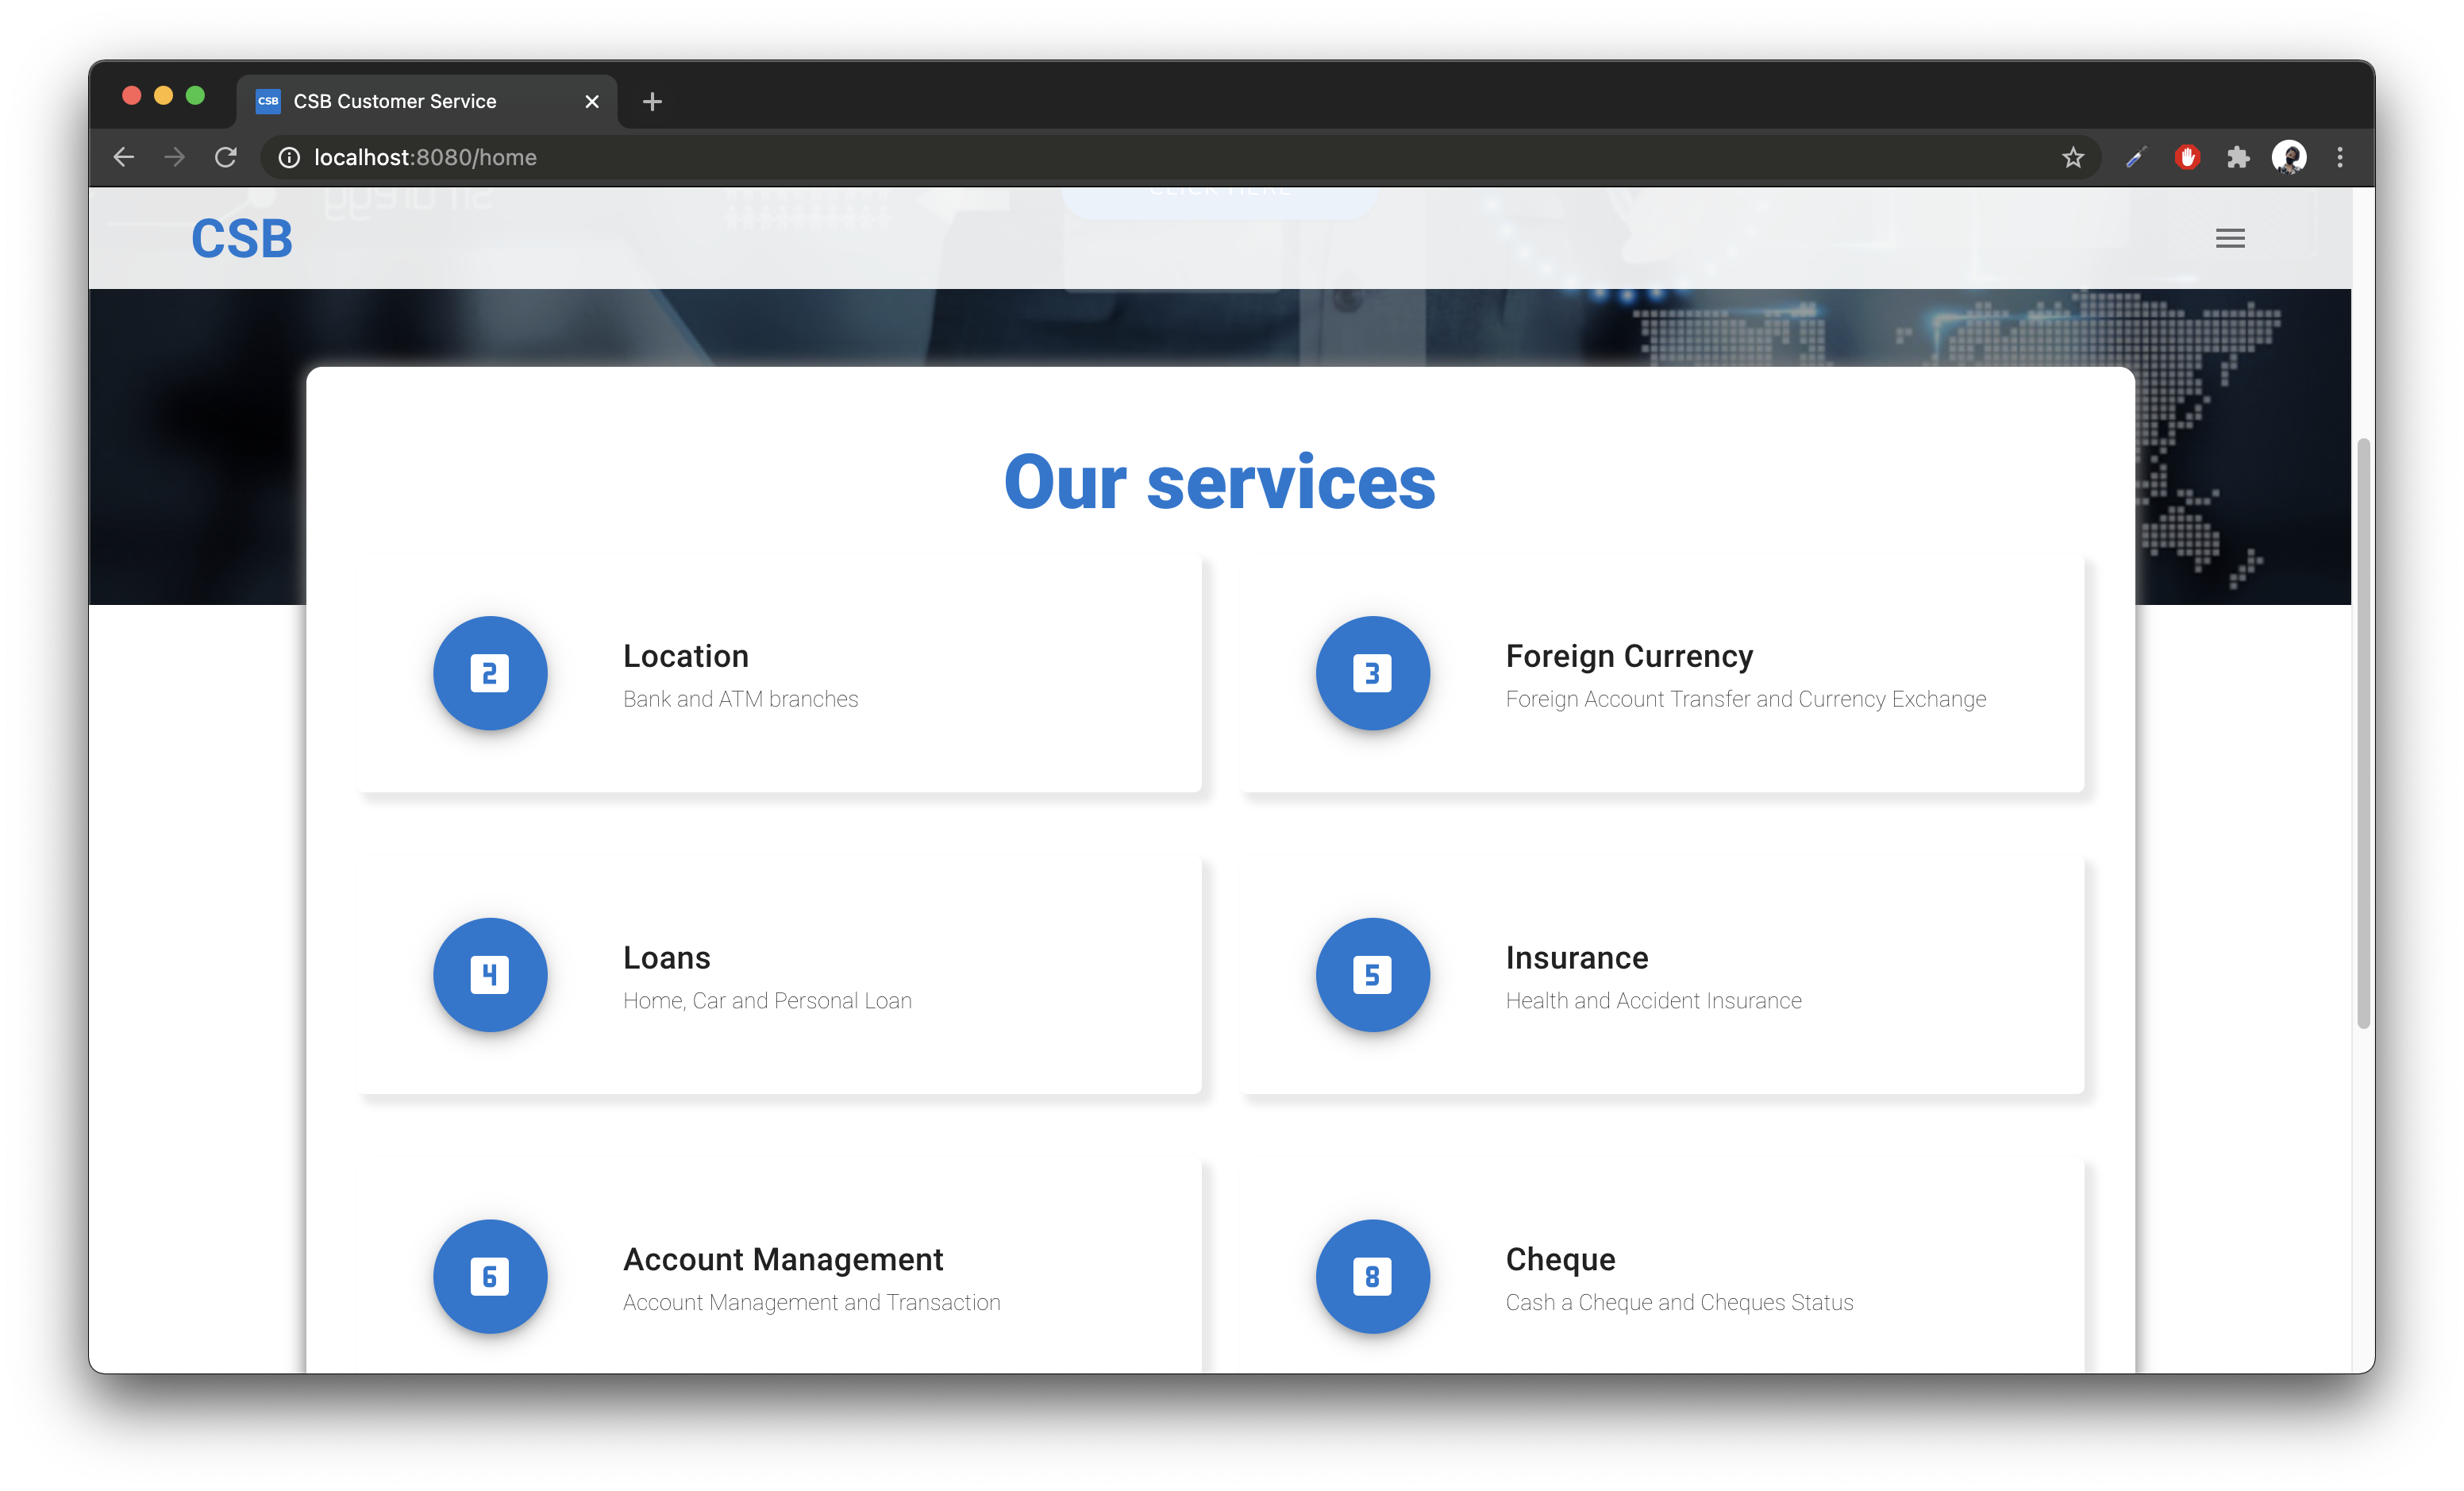 CSB CSB Customer Service
localhost:8080/home
CLICK HERE
CSB
Our services
2
Location
Bank and ATM branches
3
Foreign Currency
Foreign Account Transfer and Currency Exchange
4
Loans
Home, Car and Personal Loan
5
Insurance
Health and Accident Insurance
6
Account Management
Account Management and Transaction
8
Cheque
Cash a Cheque and Cheques Status